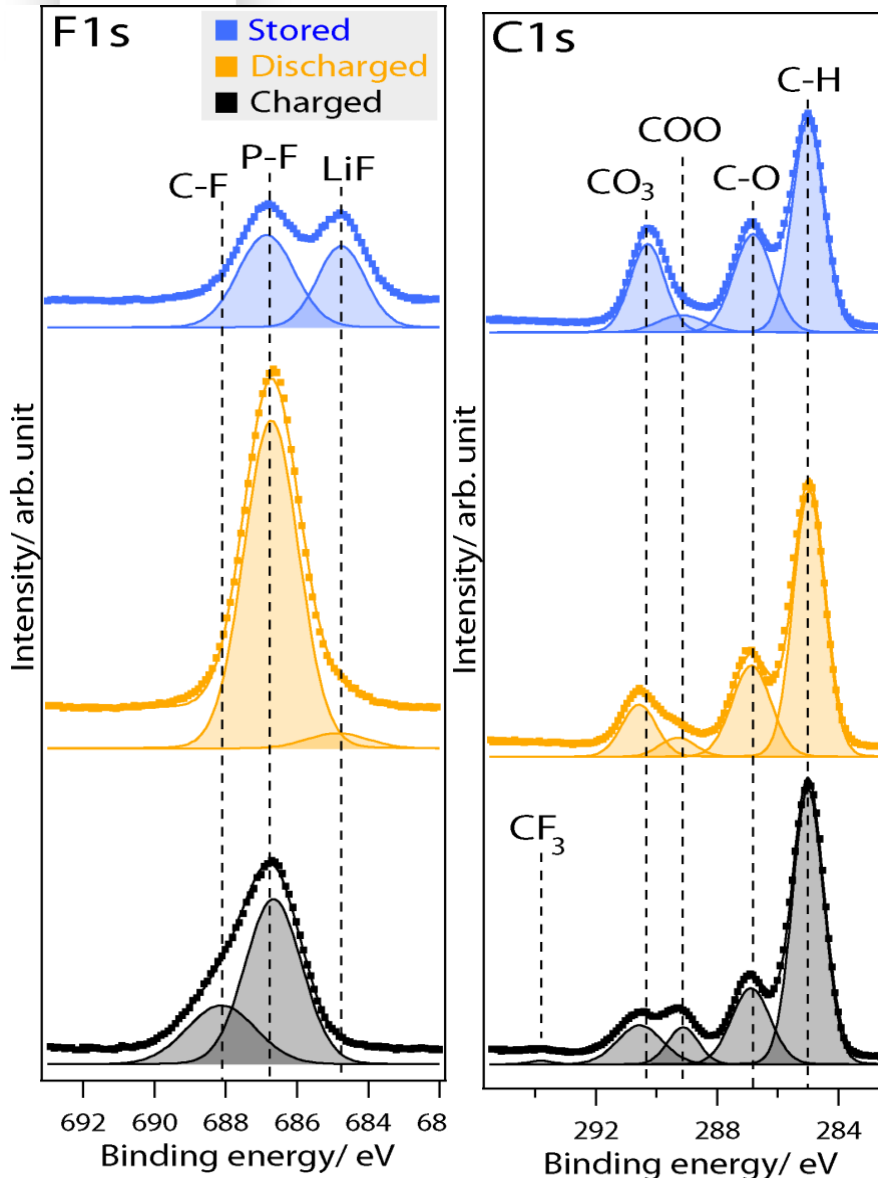 F1s
Stored
Discharged
Charged
C-F
P-F
LiF
Intensity/ arb. unit
692
690
688
686
684
68
Binding energy/ eV
C1s
C-H
COO
CO₃
C-O
CF₃
Intensity/ arb. unit
292
288
284
Binding energy/ eV